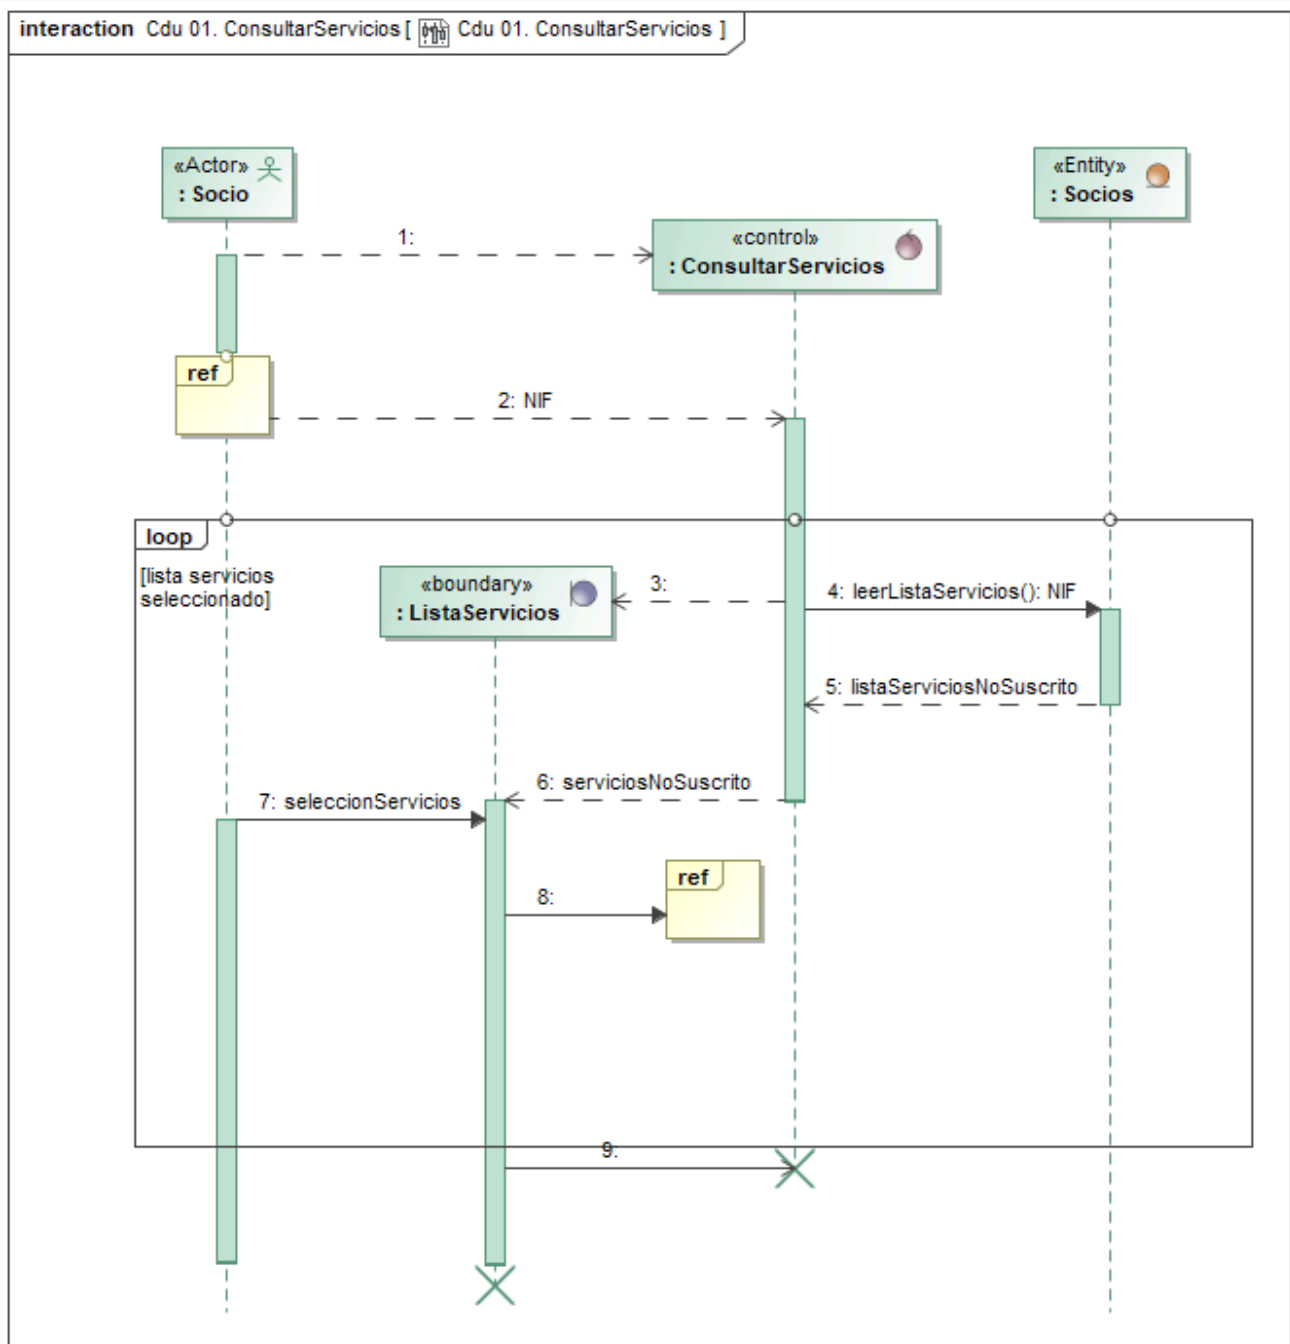 interaction Cdu 01. ConsultarServicios [ Cdu 01. ConsultarServicios ]
«Actor»
: Socio
«Entity»
: Socios
1:
«control»
: ConsultarServicios
ref
2: NIF
loop
[lista servicios
seleccionado]
«boundary»
: ListaServicios
3:
4: leerListaServicios(): NIF
5: listaServiciosNoSuscrito
6: serviciosNoSuscrito
7: seleccionServicios
ref
8:
9: